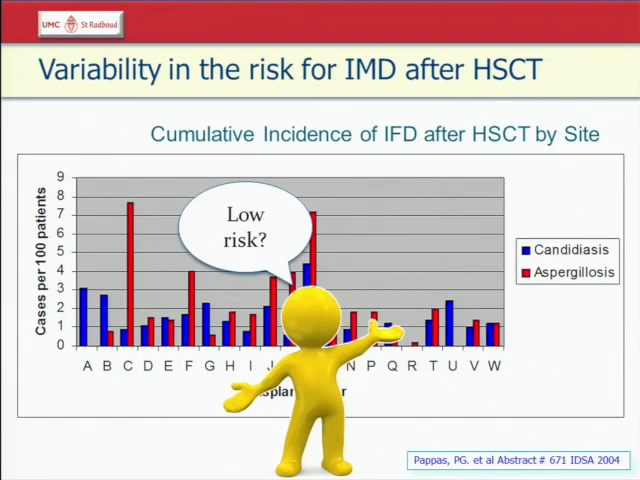 UMC St Radboud
Variability in the risk for IMD after HSCT
Cumulative Incidence of IFD after HSCT by Site
9
8
7
6
5
4
3
2
1
0
Cases per 100 patients
Low
risk?
Candidiasis
Aspergillosis
A B C D E F G H I J N P Q R T U V W
Pappas, PG. et al Abstract # 671 IDSA 2004